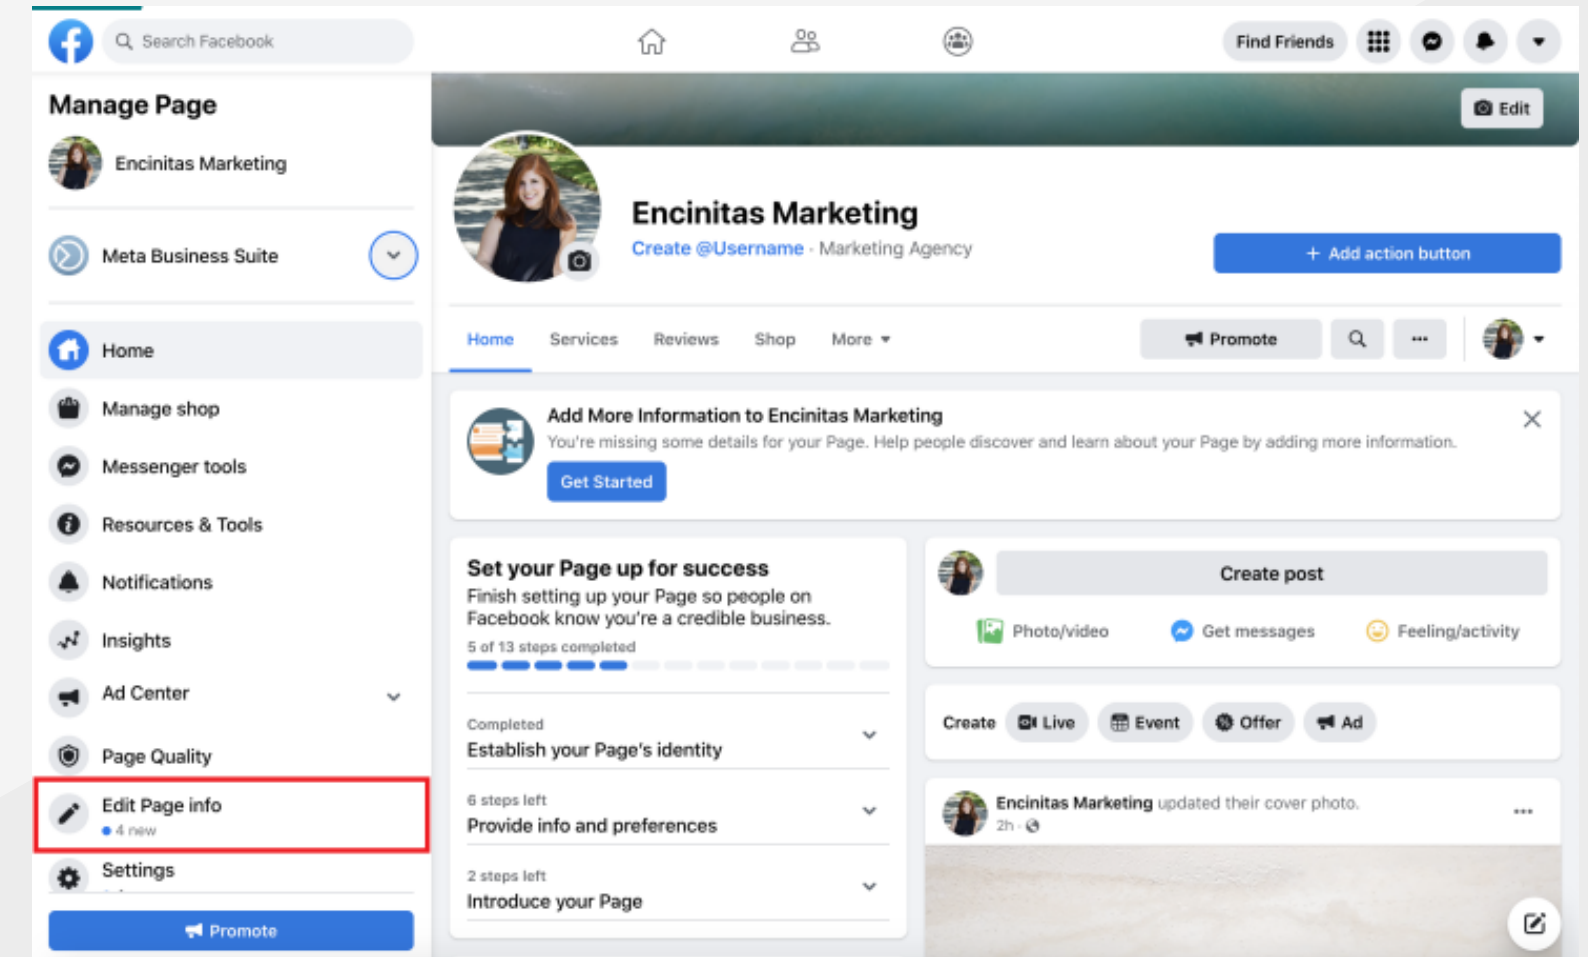 Search Facebook
Find Friends
Manage Page
Encinitas Marketing
Meta Business Suite
Home
Manage shop
Messenger tools
Resources & Tools
Notifications
Insights
Ad Center
Page Quality
Edit Page info
4 new
Settings
Promote
Edit
Encinitas Marketing
Create @Username · Marketing Agency
+ Add action button
Home Services Reviews Shop More
Promote
Add More Information to Encinitas Marketing
You're missing some details for your Page. Help people discover and learn about your Page by adding more information.
Get Started
Set your Page up for success
Finish setting up your Page so people on
Facebook know you're a credible business.
5 of 13 steps completed
Completed
Establish your Page's identity
6 steps left
Provide info and preferences
2 steps left
Introduce your Page
Create post
Photo/video Get messages Feeling/activity
Create Live Event Offer Ad
Encinitas Marketing updated their cover photo.
2h ·